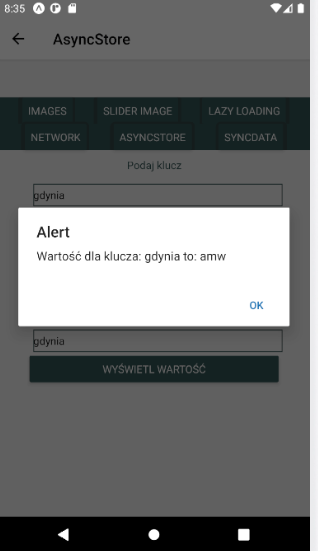 8:35
AsyncStore
IMAGES SLIDER IMAGE LAZY LOADING
NETWORK ASYNCSTORE SYNCDATA
Podaj klucz
gdynia
Alert
Wartość dla klucza: gdynia to: amw
OK
gdynia
WYŚWIETL WARTOŚĆ